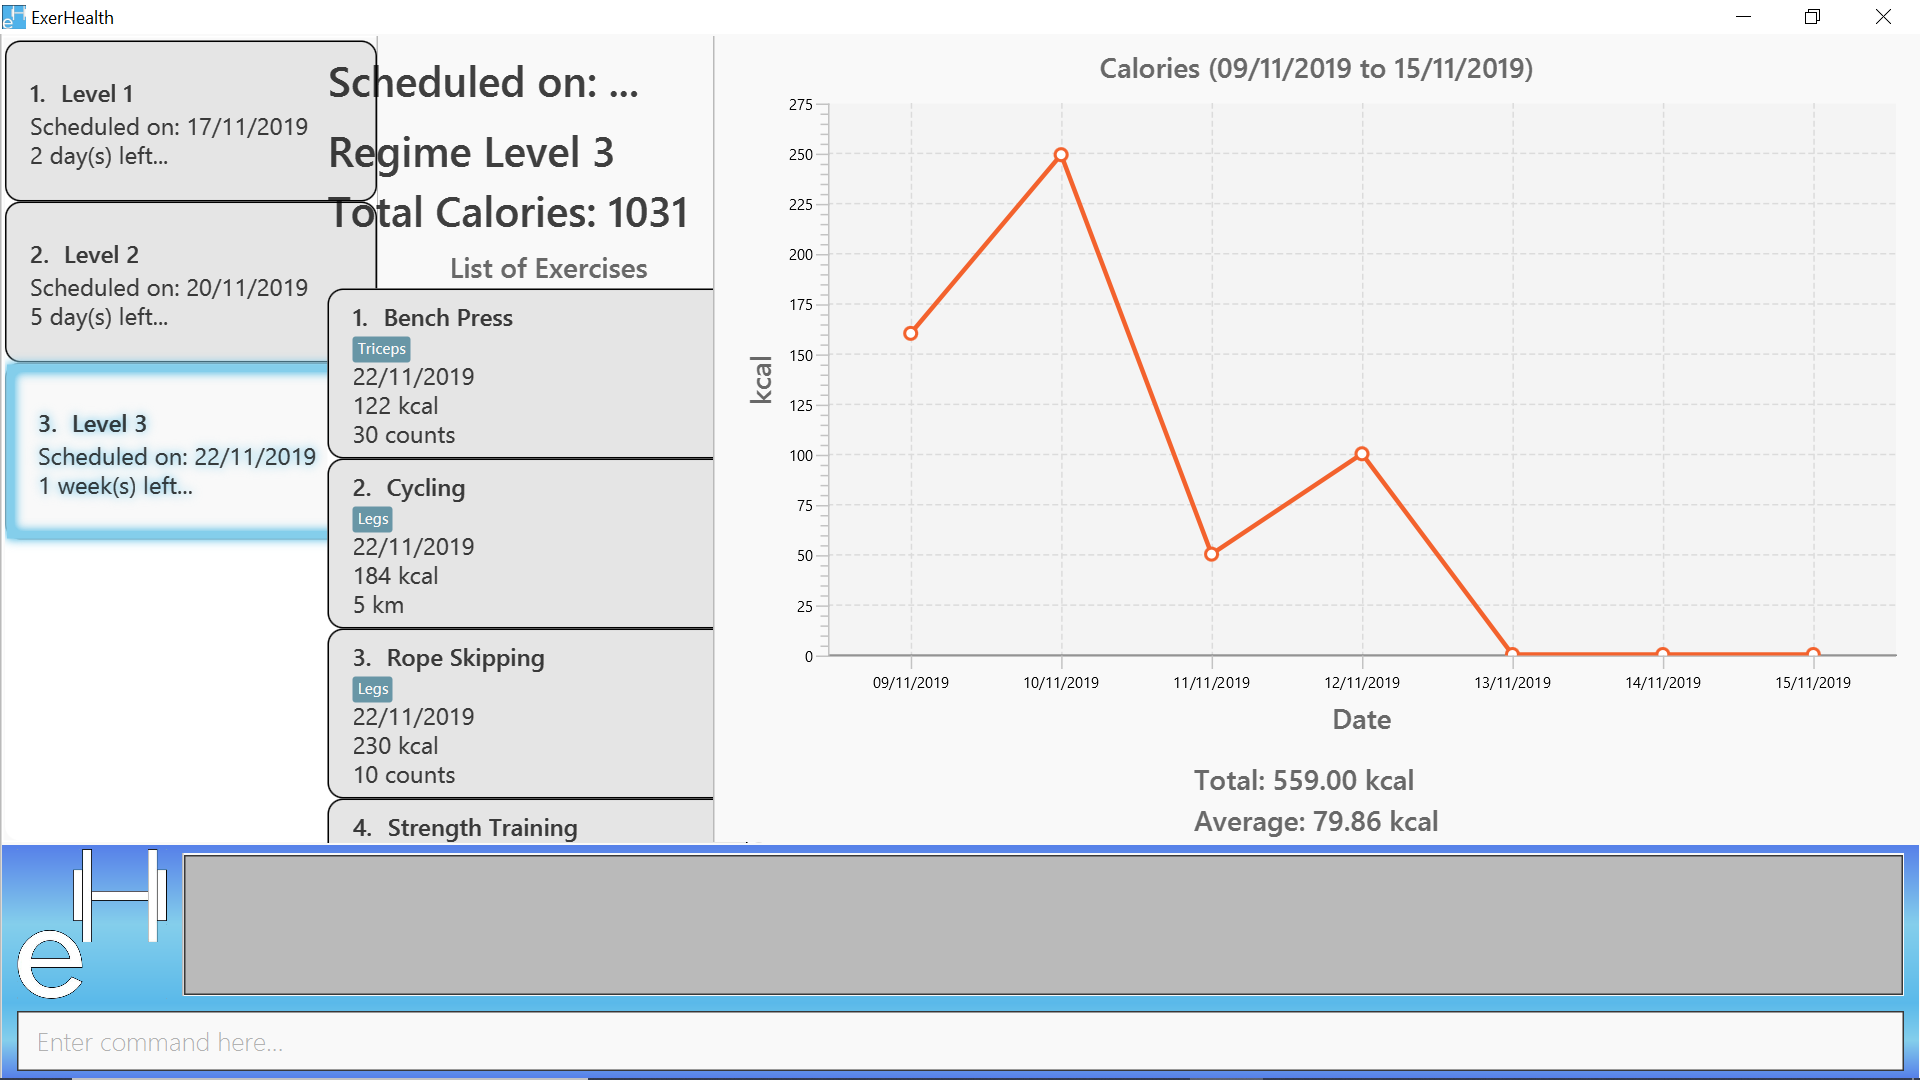 ExerHealth
1. Level 1
Scheduled on: 17/11/2019
2 day(s) left...
2. Level 2
Scheduled on: 20/11/2019
5 day(s) left...
3. Level 3
Scheduled on: 22/11/2019
1 week(s) left...
Scheduled on: ...
Regime Level 3
Total Calories: 1031
List of Exercises
1. Bench Press
Triceps
22/11/2019
122 kcal
30 counts
2. Cycling
Legs
22/11/2019
184 kcal
5 km
3. Rope Skipping
Legs
22/11/2019
230 kcal
10 counts
4. Strength Training
Calories (09/11/2019 to 15/11/2019)
275
250
225
200
175
150
125
100
75
50
25
0
kcal
09/11/2019 10/11/2019 11/11/2019 12/11/2019 13/11/2019 14/11/2019 15/11/2019
Date
Total: 559.00 kcal
Average: 79.86 kcal
eH
Enter command here...